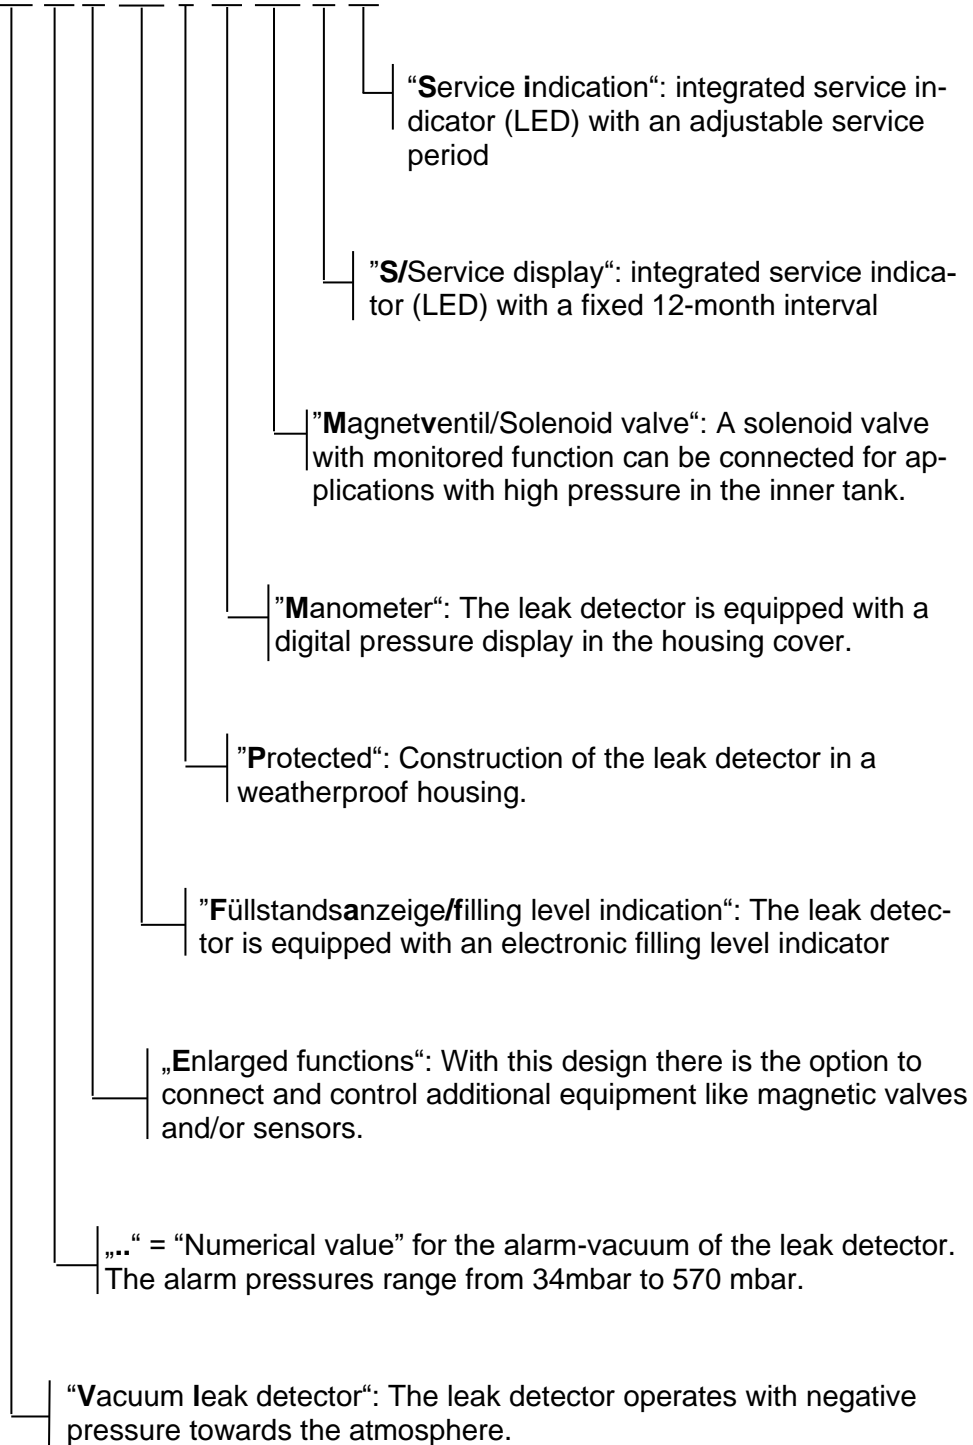 “Service indication“: integrated service in-
dicator (LED) with an adjustable service
period
”S/Service display“: integrated service indica-
tor (LED) with a fixed 12-month interval
”Magnetventil/Solenoid valve“: A solenoid valve
with monitored function can be connected for ap-
plications with high pressure in the inner tank.
”Manometer“: The leak detector is equipped with a
digital pressure display in the housing cover.
”Protected“: Construction of the leak detector in a
weatherproof housing.
”Füllstandsanzeige/filling level indication“: The leak detec-
tor is equipped with an electronic filling level indicator
„Enlarged functions“: With this design there is the option to
connect and control additional equipment like magnetic valves
and/or sensors.
„..“ = “Numerical value” for the alarm-vacuum of the leak detector.
The alarm pressures range from 34mbar to 570 mbar.
“Vacuum leak detector“: The leak detector operates with negative
pressure towards the atmosphere.